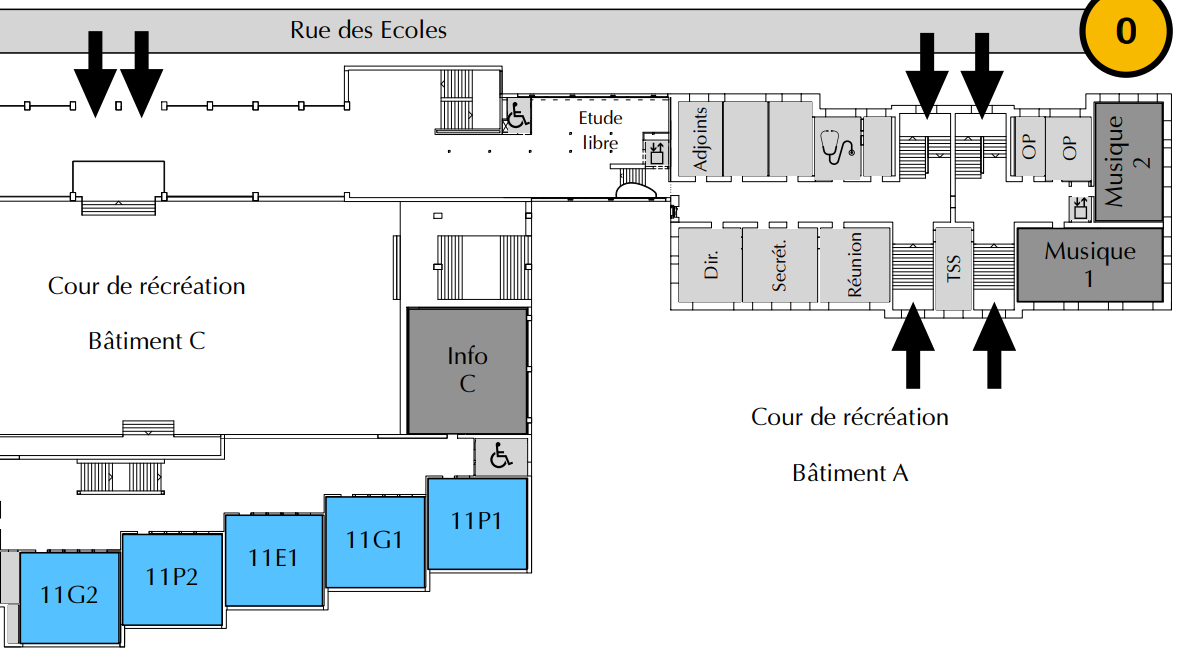 Rue des Ecoles
0
Etude
libre
Adjoints
OP
OP
Musique
2
Dir.
Secrét.
Réunion
TSS
Musique
1
Cour de récréation
Bâtiment C
Info
C
Cour de récréation
Bâtiment A
11P1
11G1
11E1
11P2
11G2